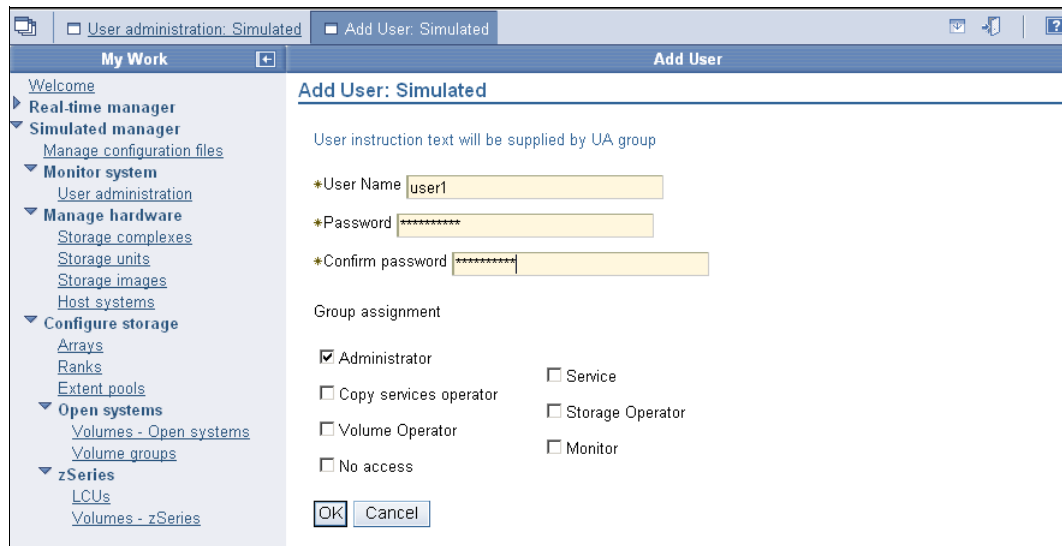 User administration: Simulated
Add User: Simulated
?
My Work
Add User
Welcome
Real-time manager
Simulated manager
Manage configuration files
Monitor system
User administration
Manage hardware
Storage complexes
Storage units
Storage images
Host systems
Configure storage
Arrays
Ranks
Extent pools
Open systems
Volumes - Open systems
Volume groups
zSeries
LCUs
Volumes - zSeries
Add User: Simulated
User instruction text will be supplied by UA group
*User Name user1
*Password **********
*Confirm password **********
Group assignment
Administrator
Copy services operator
Volume Operator
No access
Service
Storage Operator
Monitor
OK Cancel